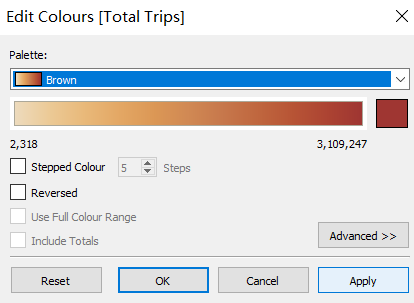 Edit Colours [Total Trips]
Palette:
Brown
2,318 3,109,247
Stepped Colour 5 Steps
Reversed
Use Full Colour Range
Include Totals
Advanced >>
Reset OK Cancel Apply